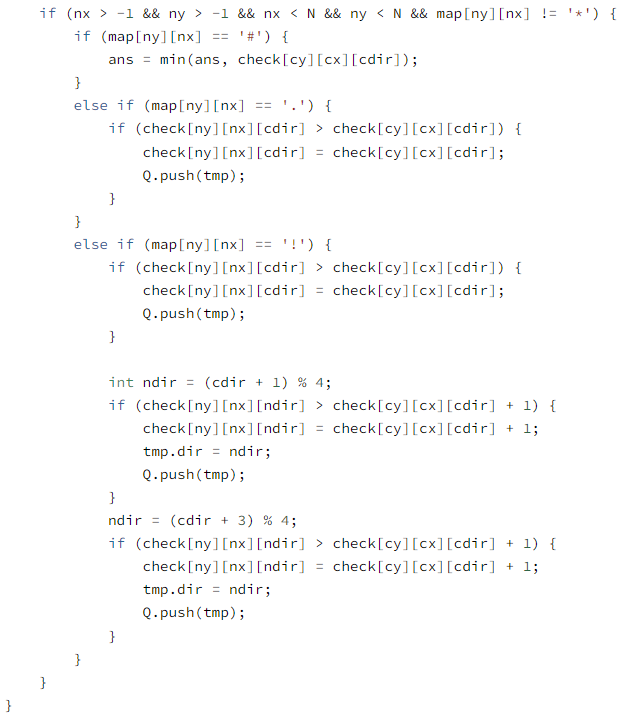 if (nx > -1 && ny > -1 && nx < N && ny < N && map[ny][nx] != '*') {
        if (map[ny][nx] == '#') {
            ans = min(ans, check[cy][cx][cdir]);
        }
        else if (map[ny][nx] == '.') {
            if (check[ny][nx][cdir] > check[cy][cx][cdir]) {
                check[ny][nx][cdir] = check[cy][cx][cdir];
                Q.push(tmp);
            }
        }
        else if (map[ny][nx] == '!') {
            if (check[ny][nx][cdir] > check[cy][cx][cdir]) {
                check[ny][nx][cdir] = check[cy][cx][cdir];
                Q.push(tmp);
            }

            int ndir = (cdir + 1) % 4;
            if (check[ny][nx][ndir] > check[cy][cx][cdir] + 1) {
                check[ny][nx][ndir] = check[cy][cx][cdir] + 1;
                tmp.dir = ndir;
                Q.push(tmp);
            }
            ndir = (cdir + 3) % 4;
            if (check[ny][nx][ndir] > check[cy][cx][cdir] + 1) {
                check[ny][nx][ndir] = check[cy][cx][cdir] + 1;
                tmp.dir = ndir;
                Q.push(tmp);
            }
        }
    }
}